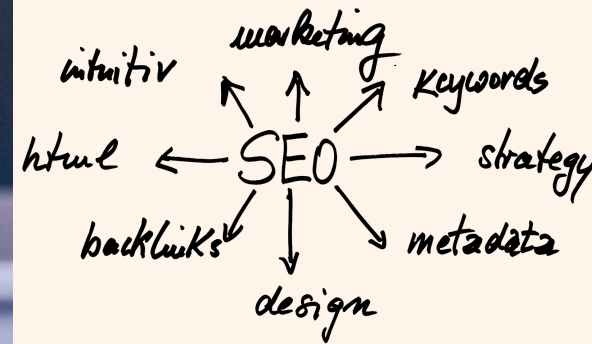 marketing
intuitiv
keywords
html
SEO
strategy
backlinks
metadata
design